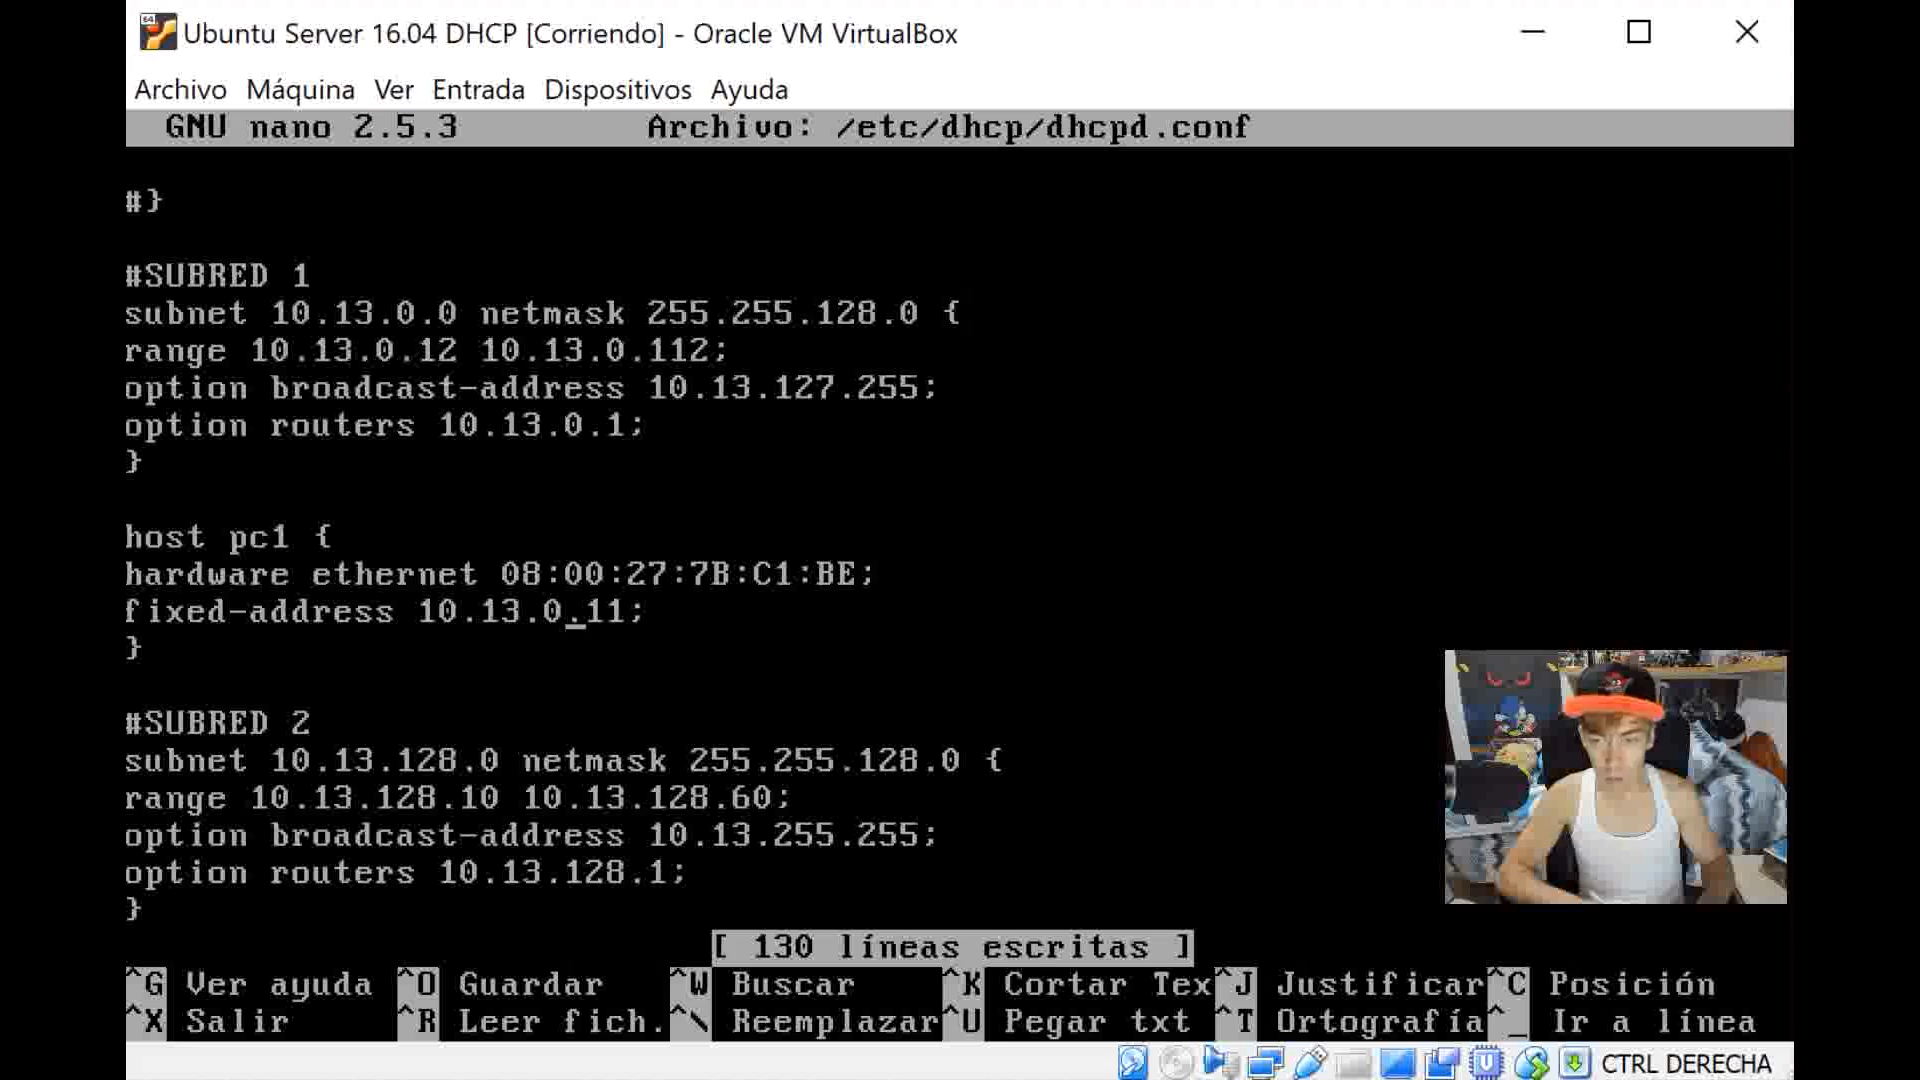 Ubuntu Server 16.04 DHCP [Corriendo] - Oracle VM VirtualBox
Archivo Máquina Ver Entrada Dispositivos Ayuda
GNU nano 2.5.3 Archivo: /etc/dhcp/dhcpd.conf
#}
#SUBRED 1
subnet 10.13.0.0 netmask 255.255.128.0 {
range 10.13.0.12 10.13.0.112;
option broadcast-address 10.13.127.255;
option routers 10.13.0.1;
}
host pc1 {
hardware ethernet 08:00:27:7B:C1:BE;
fixed-address 10.13.0.11;
}
#SUBRED 2
subnet 10.13.128.0 netmask 255.255.128.0 {
range 10.13.128.10 10.13.128.60;
option broadcast-address 10.13.255.255;
option routers 10.13.128.1;
}
[ 130 líneas escritas ]
^G Ver ayuda ^O Guardar ^W Buscar ^K Cortar Tex ^J Justificar ^C Posición
^X Salir ^R Leer fich. ^\ Reemplazar ^U Pegar txt ^T Ortografía ^_ Ir a línea
CTRL DERECHA